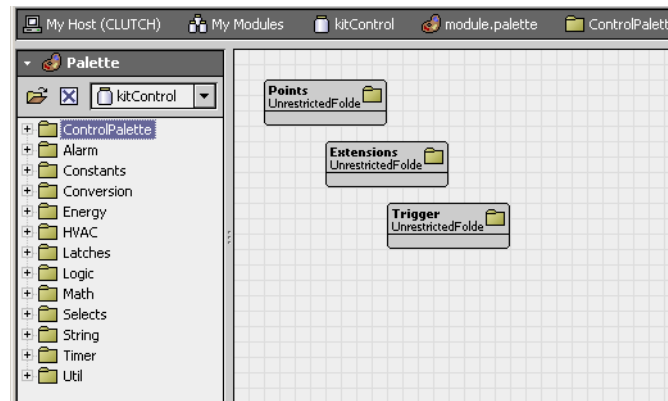 My Host (CLUTCH) My Modules kitControl module.palette ControlPalett
Palette
kitControl
ControlPalette
Alarm
Constants
Conversion
Energy
HVAC
Latches
Logic
Math
Selects
String
Timer
Util
Points
UnrestrictedFolde
Extensions
UnrestrictedFolde
Trigger
UnrestrictedFolde